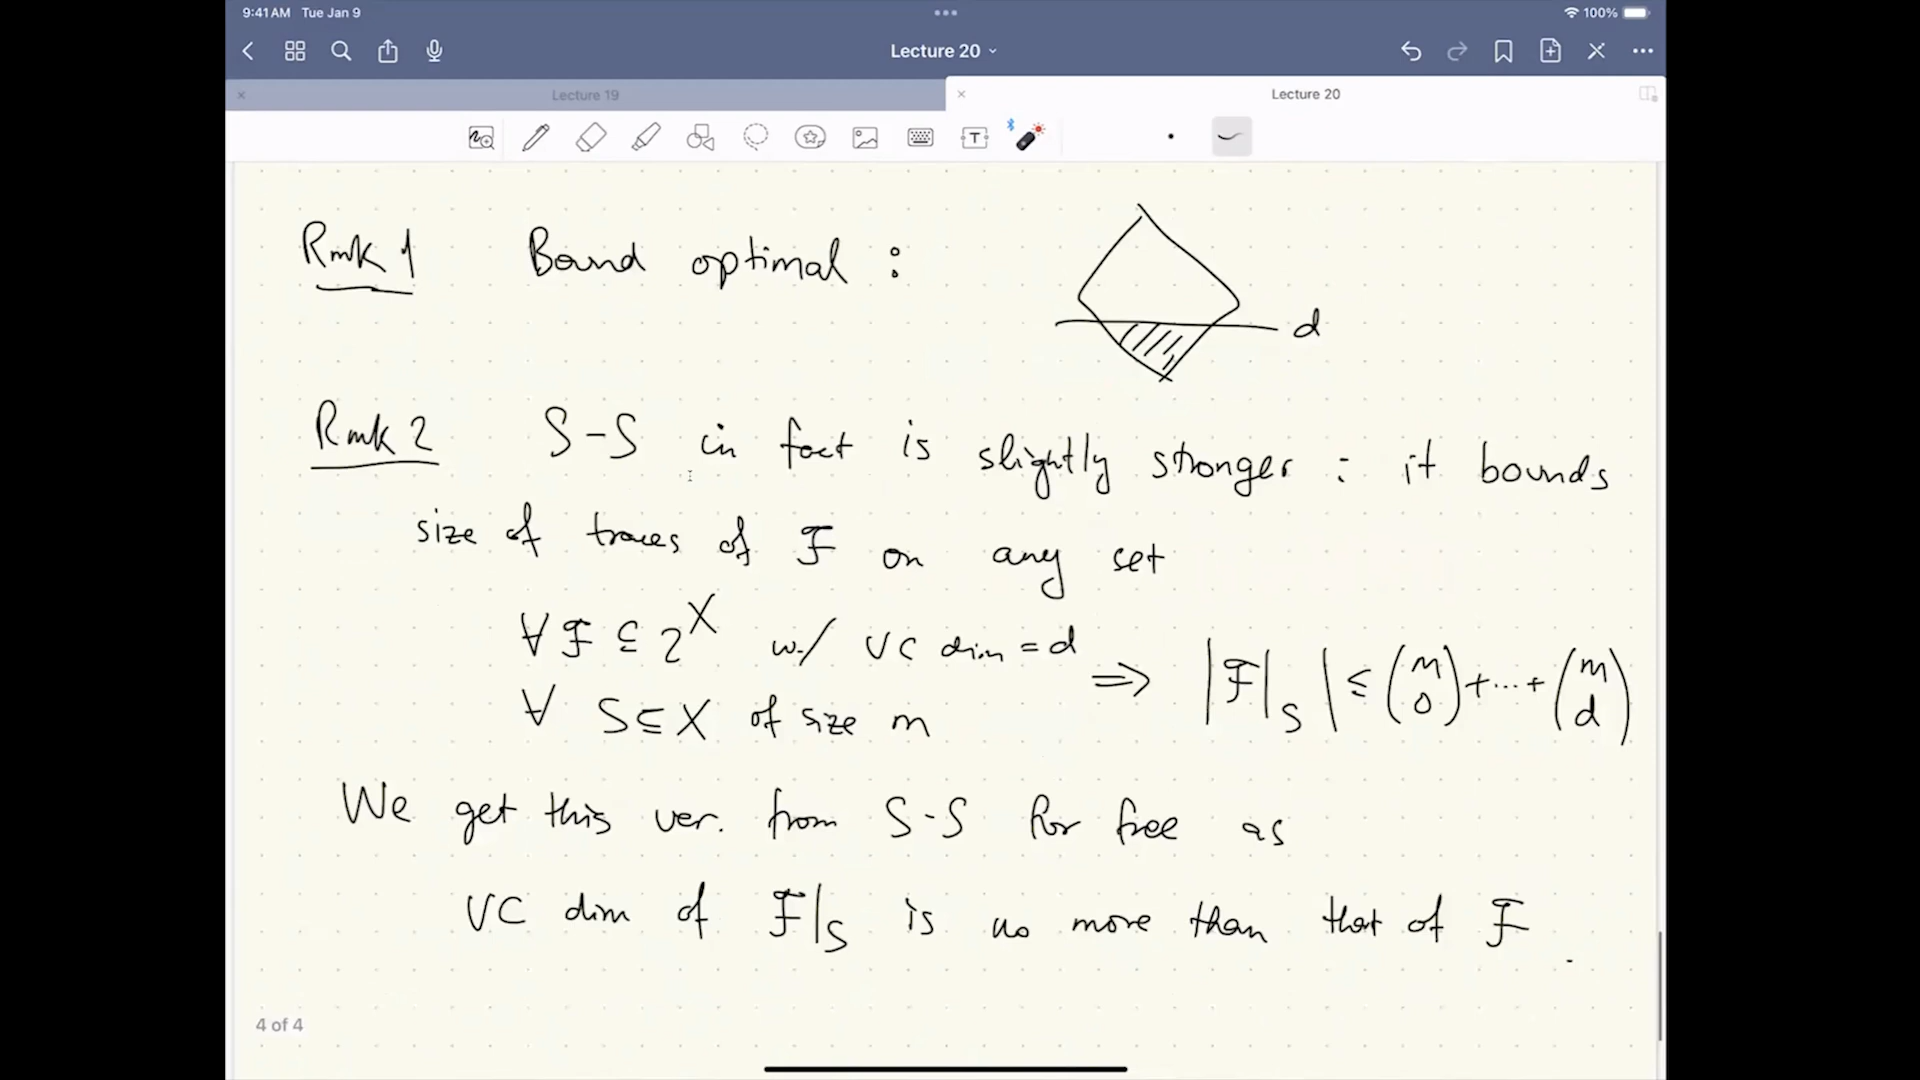 9:41 AM Tue Jan 9
100%
Lecture 20
Lecture 19
Lecture 20
T
Rmk 1 Bound optimal :
d
Rmk 2 S-S in fact is slightly stronger : it bounds
size of traces of ℱ on any set
∀ ℱ ⊆ 2^X w/ VC dim = d
∀ S ⊆ X of size m
⟹ |ℱ|_S| ≤ (m 0) + ... + (m d)
We get this ver. from S-S for free as
VC dim of ℱ|_S is no more than that of ℱ.
4 of 4